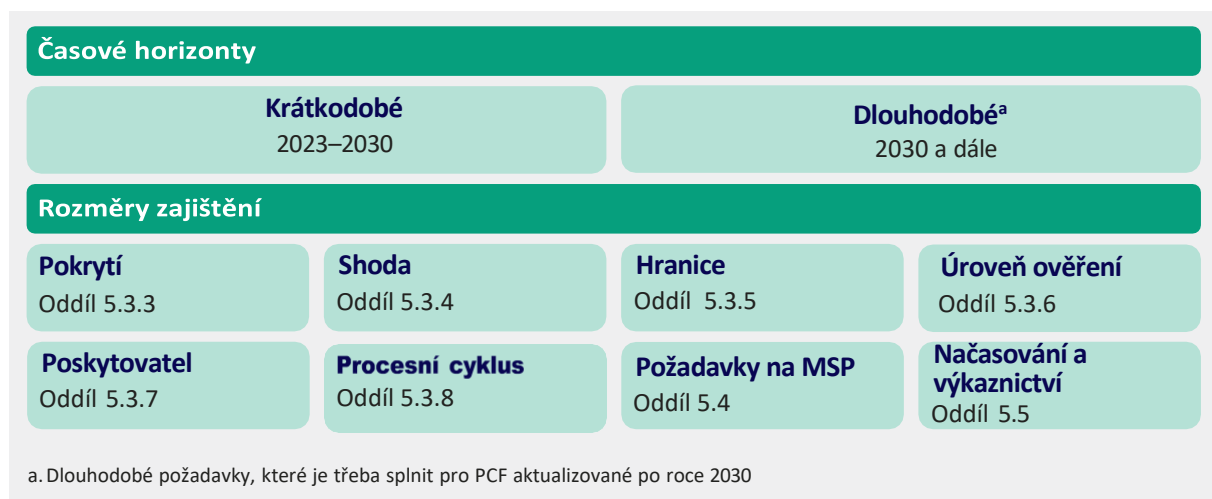 Časové horizonty
Krátkodobé
2023–2030
Dlouhodobéª
2030 a dále
Rozměry zajištění
Pokrytí
Oddíl 5.3.3
Shoda
Oddíl 5.3.4
Hranice
Oddíl 5.3.5
Úroveň ověření
Oddíl 5.3.6
Poskytovatel
Oddíl 5.3.7
Procesní cyklus
Oddíl 5.3.8
Požadavky na MSP
Oddíl 5.4
Načasování a
výkaznictví
Oddíl 5.5
a. Dlouhodobé požadavky, které je třeba splnit pro PCF aktualizované po roce 2030